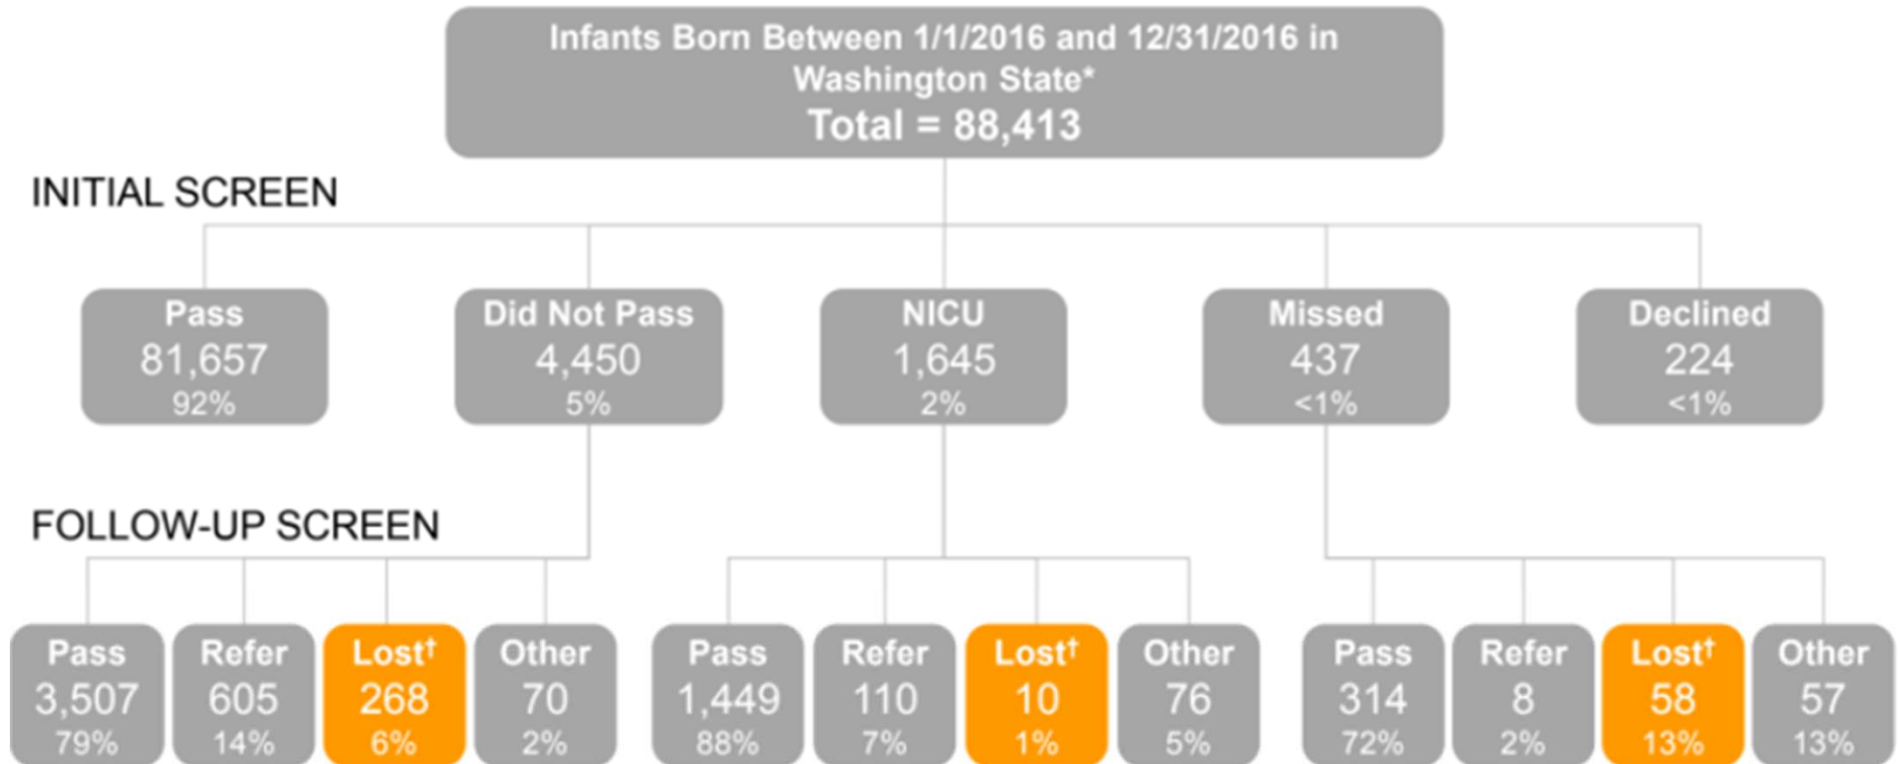 Infants Born Between 1/1/2016 and 12/31/2016 in
Washington State*
Total = 88,413
INITIAL SCREEN
Pass
81,657
92%
Did Not Pass
4,450
5%
NICU
1,645
2%
Missed
437
<1%
Declined
224
<1%
FOLLOW-UP SCREEN
Pass
3,507
79%
Refer
605
14%
Lost†
268
6%
Other
70
2%
Pass
1,449
88%
Refer
110
7%
Lost†
10
1%
Other
76
5%
Pass
314
72%
Refer
8
2%
Lost†
58
13%
Other
57
13%